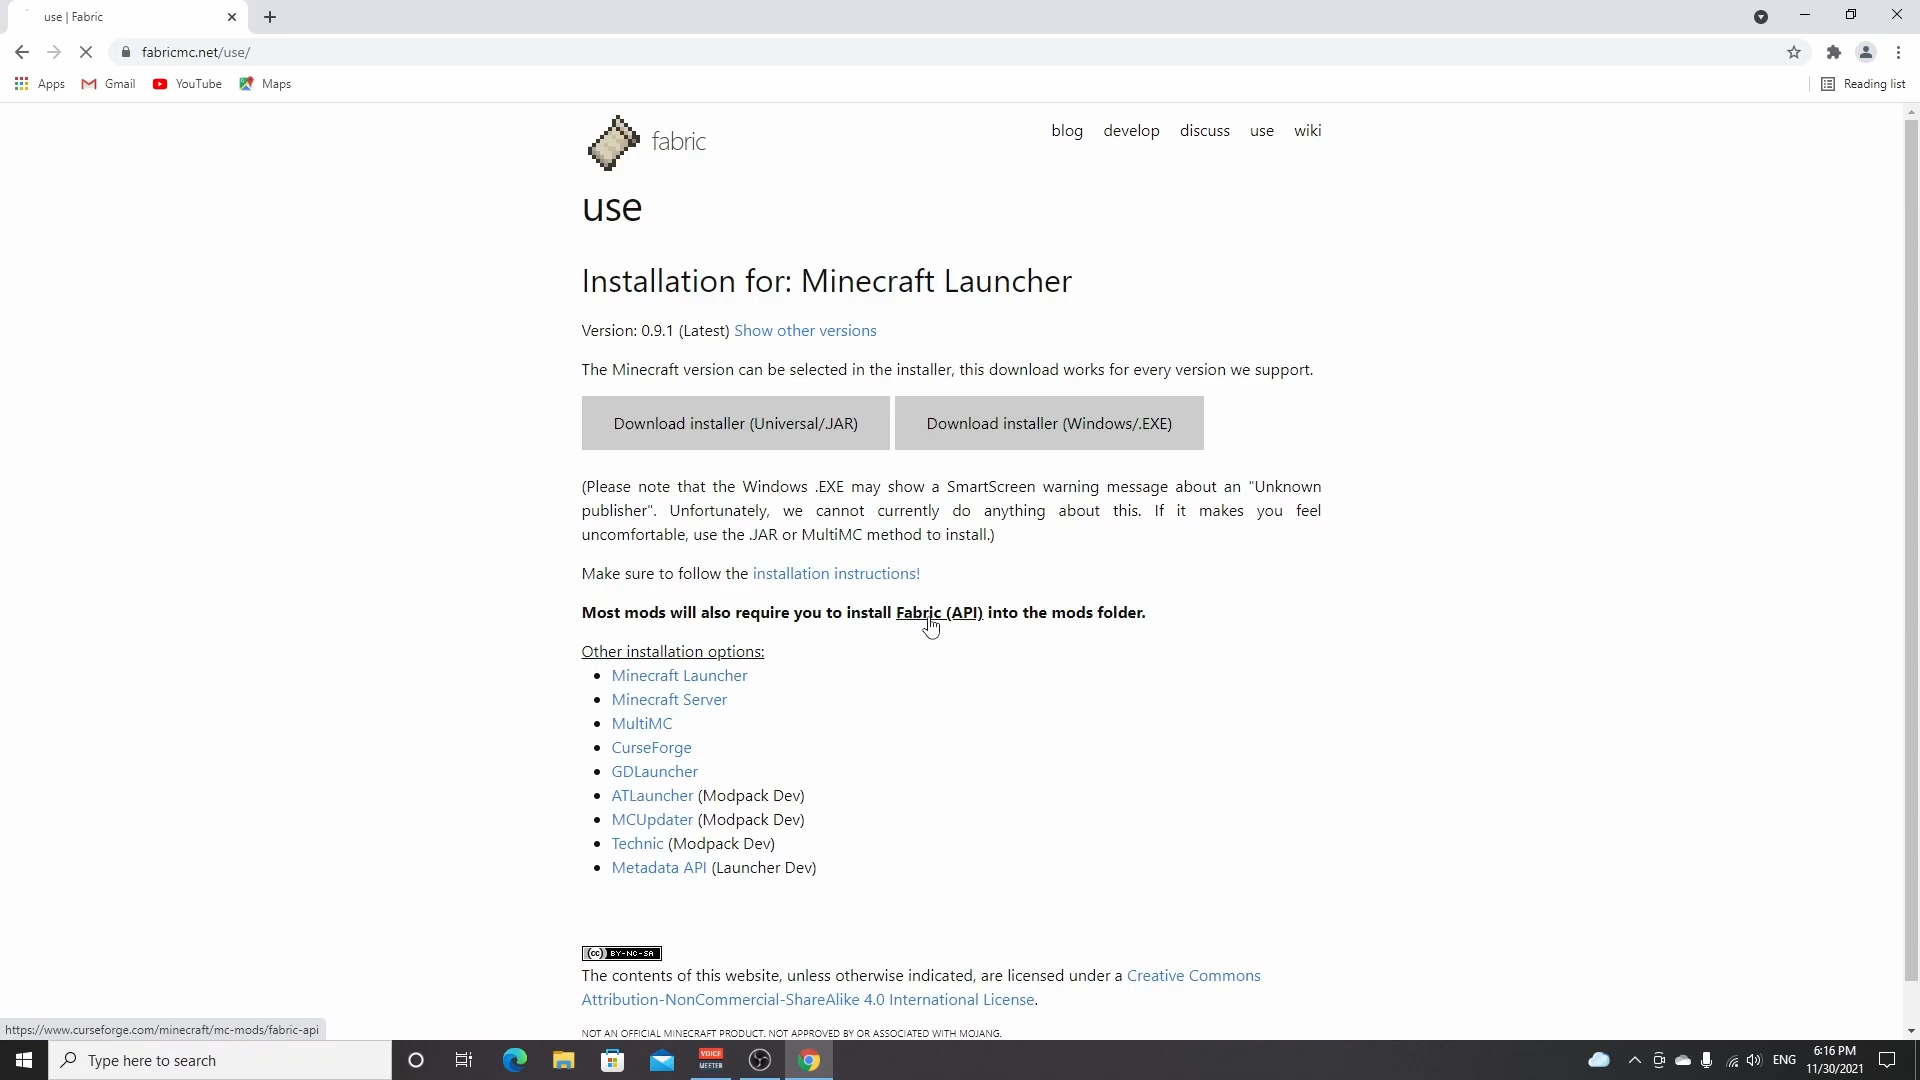 use | Fabric
fabricmc.net/use/
Apps Gmail YouTube Maps Reading list
fabric
blog develop discuss use wiki
use
Installation for: Minecraft Launcher
Version: 0.9.1 (Latest) Show other versions
The Minecraft version can be selected in the installer, this download works for every version we support.
Download installer (Universal/.JAR) Download installer (Windows/.EXE)
(Please note that the Windows .EXE may show a SmartScreen warning message about an "Unknown
publisher". Unfortunately, we cannot currently do anything about this. If it makes you feel
uncomfortable, use the .JAR or MultiMC method to install.)
Make sure to follow the installation instructions!
Most mods will also require you to install Fabric (API) into the mods folder.
Other installation options:
Minecraft Launcher
Minecraft Server
MultiMC
CurseForge
GDLauncher
ATLauncher (Modpack Dev)
MCUpdater (Modpack Dev)
Technic (Modpack Dev)
Metadata API (Launcher Dev)
(cc) BY-NC-SA
The contents of this website, unless otherwise indicated, are licensed under a Creative Commons
Attribution-NonCommercial-ShareAlike 4.0 International License.
NOT AN OFFICIAL MINECRAFT PRODUCT. NOT APPROVED BY OR ASSOCIATED WITH MOJANG.
https://www.curseforge.com/minecraft/mc-mods/fabric-api
Type here to search
VOICE
MEETER
ENG
6:16 PM
11/30/2021